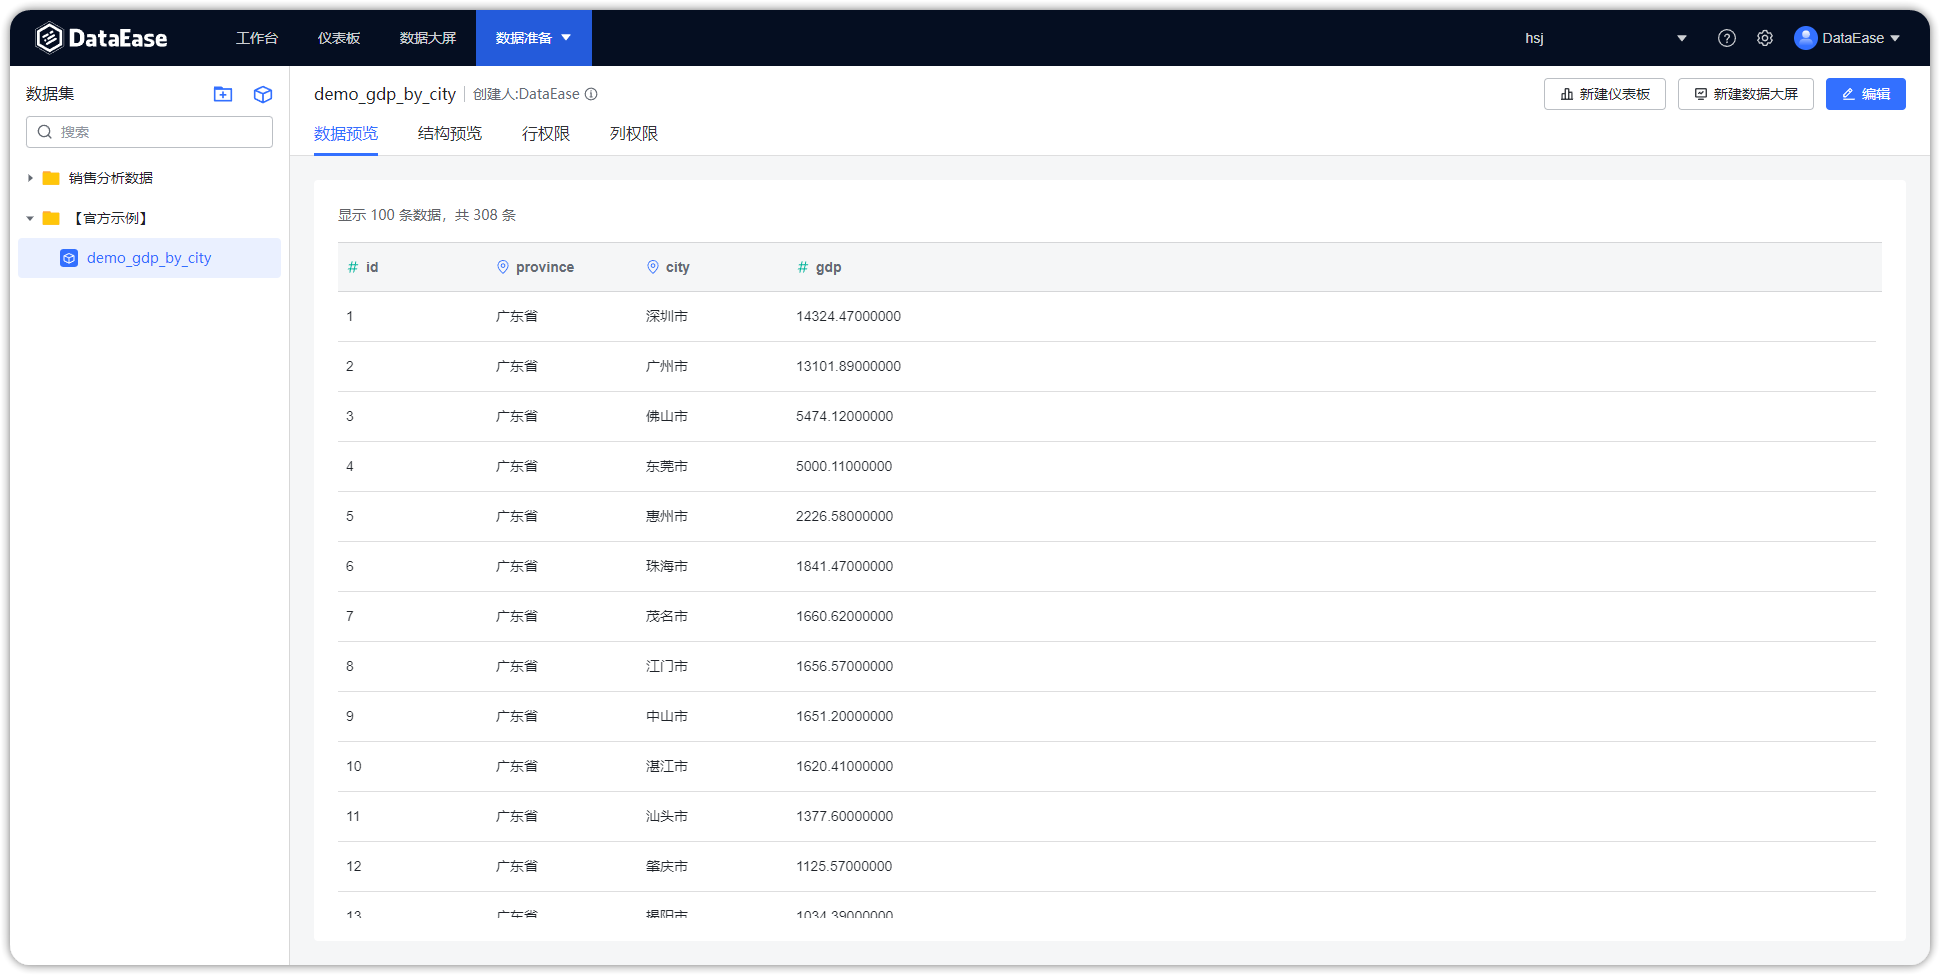 DataEase 工作台 仪表板 数据大屏 数据准备 hsj DataEase
数据集
搜索
销售分析数据
【官方示例】
demo_gdp_by_city
demo_gdp_by_city 创建人:DataEase 新建仪表板 新建数据大屏 编辑
数据预览 结构预览 行权限 列权限
显示 100 条数据，共 308 条
# id province city # gdp
1 广东省 深圳市 14324.47000000
2 广东省 广州市 13101.89000000
3 广东省 佛山市 5474.12000000
4 广东省 东莞市 5000.11000000
5 广东省 惠州市 2226.58000000
6 广东省 珠海市 1841.47000000
7 广东省 茂名市 1660.62000000
8 广东省 江门市 1656.57000000
9 广东省 中山市 1651.20000000
10 广东省 湛江市 1620.41000000
11 广东省 汕头市 1377.60000000
12 广东省 肇庆市 1125.57000000
13 广东省 揭阳市 1034.39000000